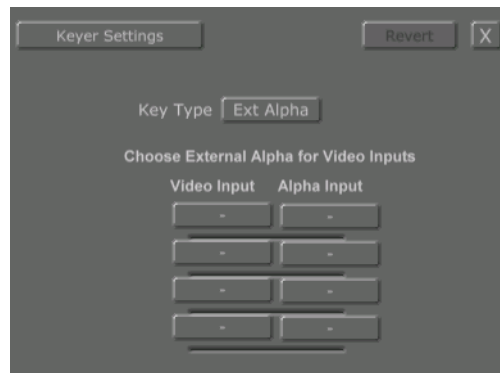 Keyer Settings Revert X
Key Type Ext Alpha
Choose External Alpha for Video Inputs
Video Input Alpha Input
- -
- -
- -
- -